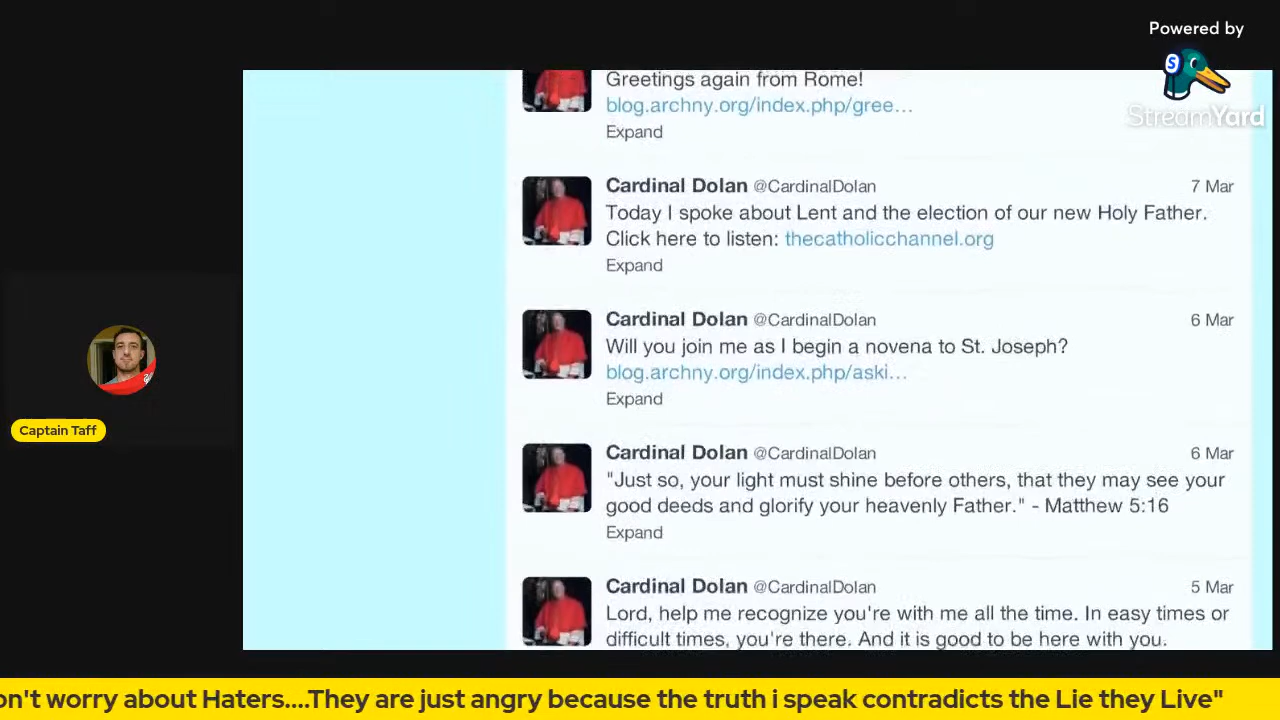 Powered by
StreamYard
Greetings again from Rome!
blog.archny.org/index.php/gree…
Expand
Cardinal Dolan @CardinalDolan 7 Mar
Today I spoke about Lent and the election of our new Holy Father.
Click here to listen: thecatholicchannel.org
Expand
Cardinal Dolan @CardinalDolan 6 Mar
Will you join me as I begin a novena to St. Joseph?
blog.archny.org/index.php/aski…
Expand
Cardinal Dolan @CardinalDolan 6 Mar
"Just so, your light must shine before others, that they may see your
good deeds and glorify your heavenly Father." - Matthew 5:16
Expand
Cardinal Dolan @CardinalDolan 5 Mar
Lord, help me recognize you're with me all the time. In easy times or
difficult times, you're there. And it is good to be here with you.
Captain Taff
on't worry about Haters....They are just angry because the truth i speak contradicts the Lie they Live"